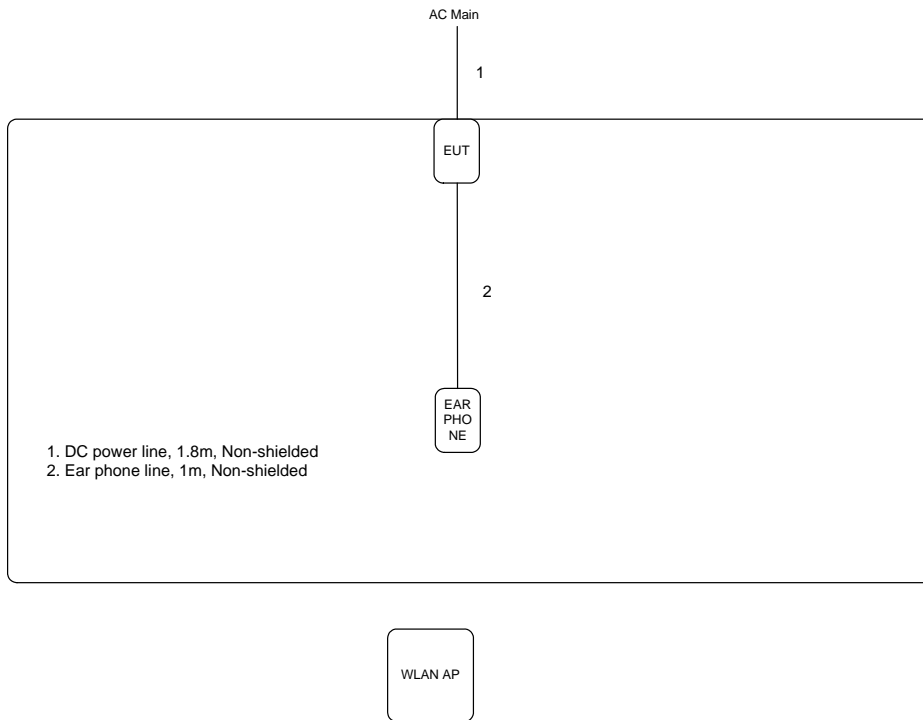 AC Main
1
EUT
2
EAR
PHO
NE
1. DC power line, 1.8m, Non-shielded
2. Ear phone line, 1m, Non-shielded
WLAN AP